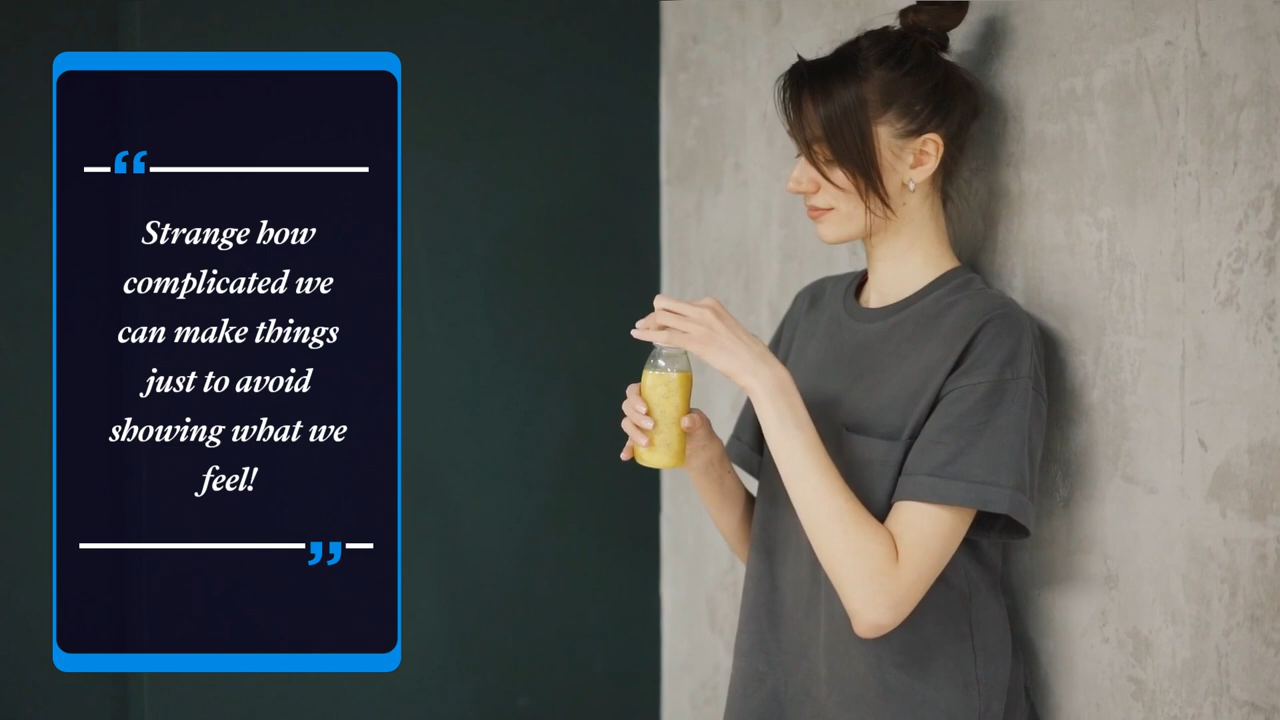 “
Strange how
complicated we
can make things
just to avoid
showing what we
feel!
”